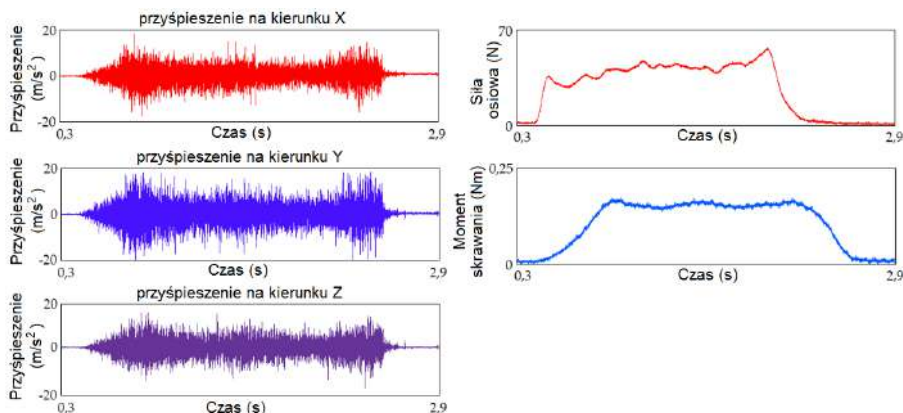 przyśpieszenie na kierunku X
Przyśpieszenie
(m/s²)
20
0
-20
0,3
Czas (s)
2,9
przyśpieszenie na kierunku Y
Przyśpieszenie
(m/s²)
20
0
-20
0,3
Czas (s)
2,9
przyśpieszenie na kierunku Z
Przyśpieszenie
(m/s²)
20
0
-20
0,3
Czas (s)
2,9
Siła
osiowa (N)
70
0
0,3
Czas (s)
2,9
Moment
skrawania (Nm)
0,25
0
0,3
Czas (s)
2,9